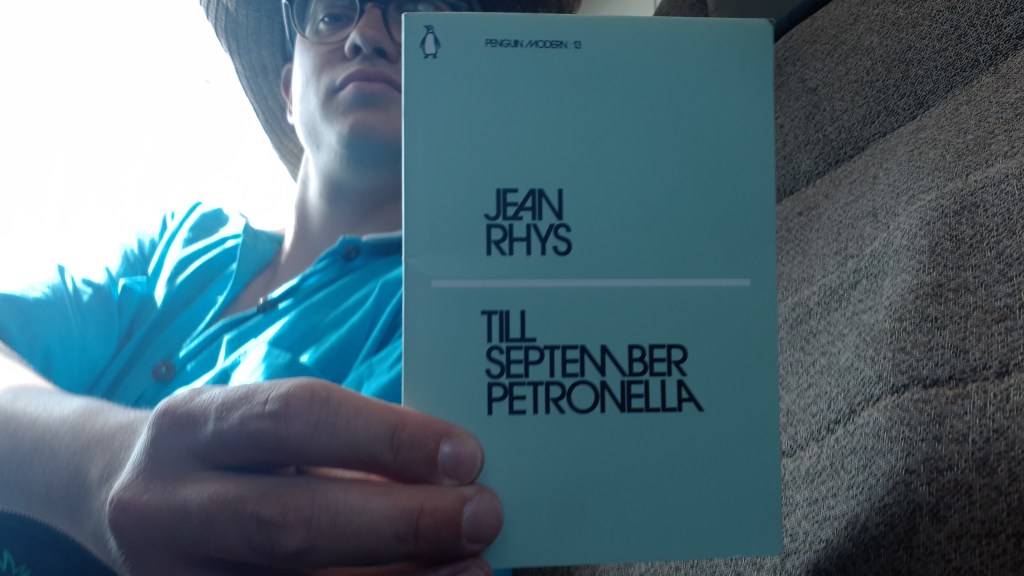 PENGUIN MODERN : 13
JEAN
RHYS
TILL
SEPTEMBER
PETRONELLA